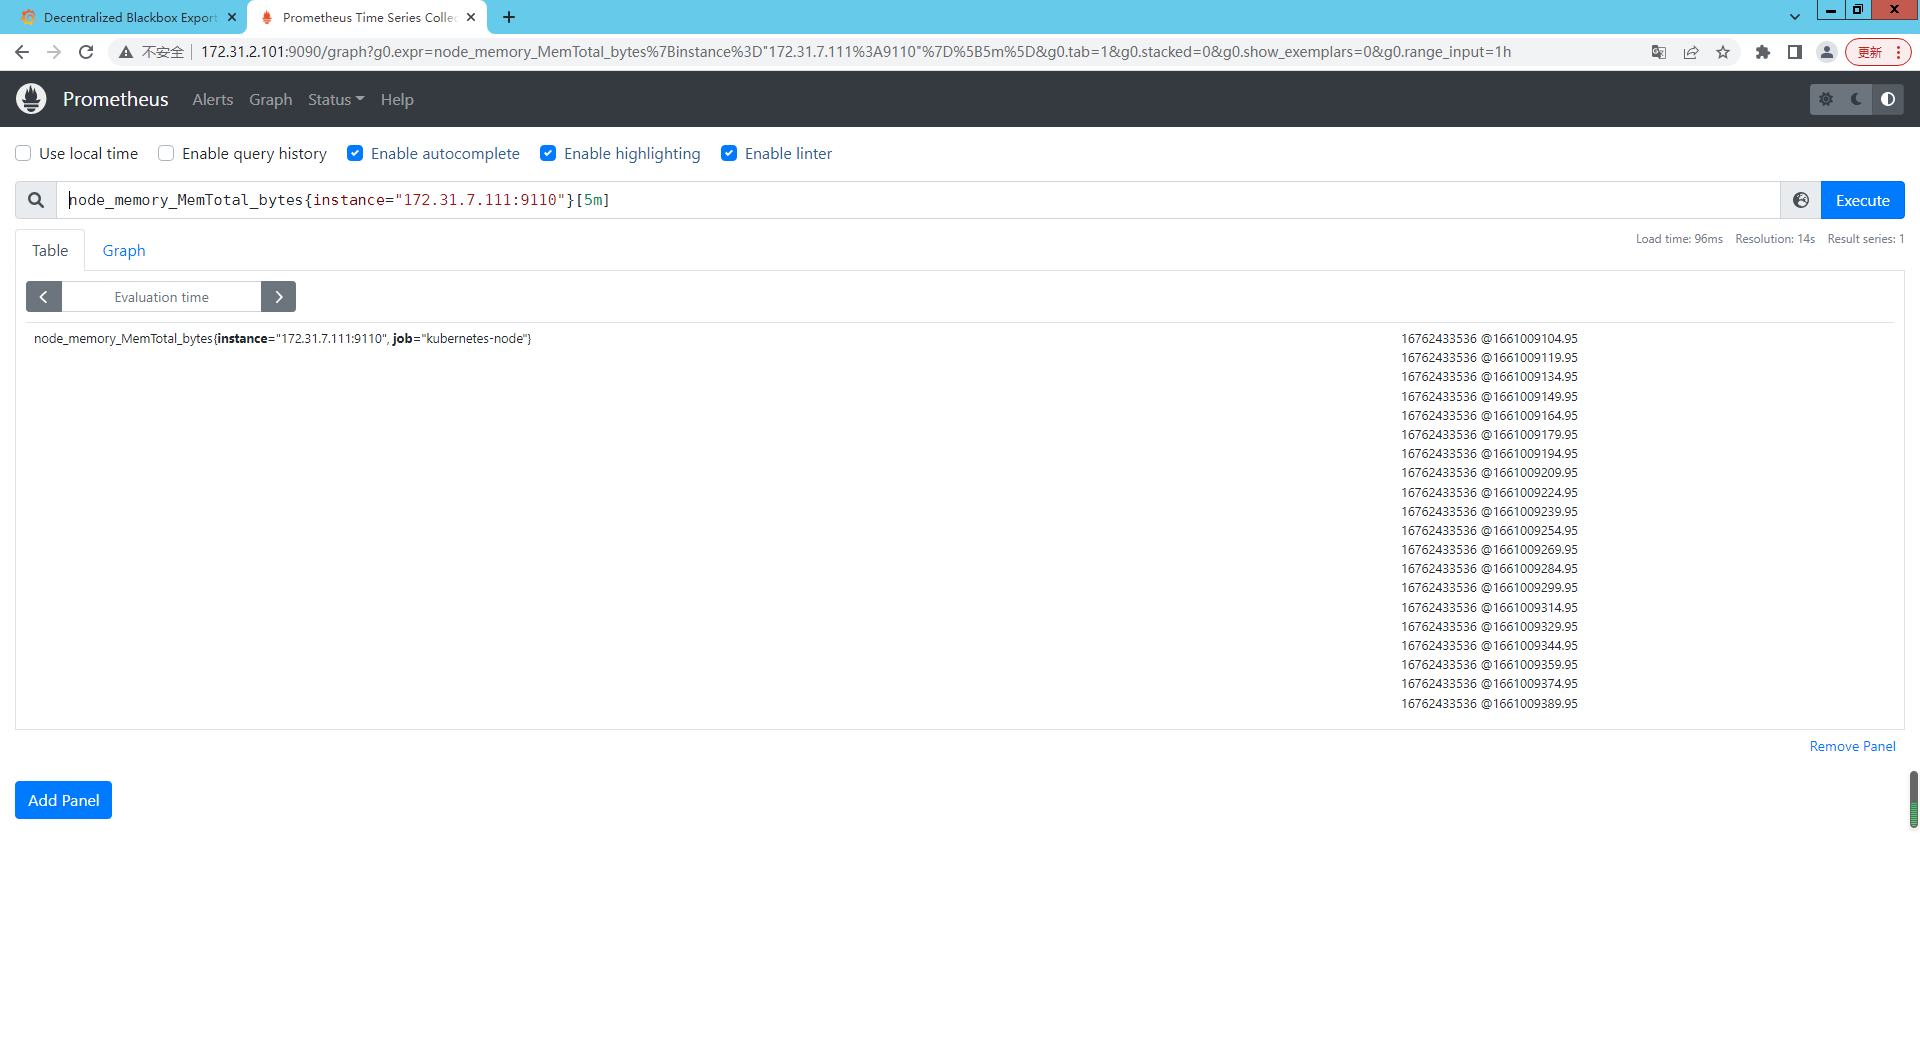 Decentralized Blackbox Export
Prometheus Time Series Collec
不安全 172.31.2.101:9090/graph?g0.expr=node_memory_MemTotal_bytes%7Binstance%3D"172.31.7.111%3A9110"%7D%5B5m%5D&g0.tab=1&g0.stacked=0&g0.show_exemplars=0&g0.range_input=1h 更新
Prometheus Alerts Graph Status Help
Use local time Enable query history Enable autocomplete Enable highlighting Enable linter
node_memory_MemTotal_bytes{instance="172.31.7.111:9110"}[5m] Execute
Table Graph Load time: 96ms Resolution: 14s Result series: 1
Evaluation time
node_memory_MemTotal_bytes{instance="172.31.7.111:9110", job="kubernetes-node"} 16762433536 @1661009104.95
16762433536 @1661009119.95
16762433536 @1661009134.95
16762433536 @1661009149.95
16762433536 @1661009164.95
16762433536 @1661009179.95
16762433536 @1661009194.95
16762433536 @1661009209.95
16762433536 @1661009224.95
16762433536 @1661009239.95
16762433536 @1661009254.95
16762433536 @1661009269.95
16762433536 @1661009284.95
16762433536 @1661009299.95
16762433536 @1661009314.95
16762433536 @1661009329.95
16762433536 @1661009344.95
16762433536 @1661009359.95
16762433536 @1661009374.95
16762433536 @1661009389.95
Remove Panel
Add Panel